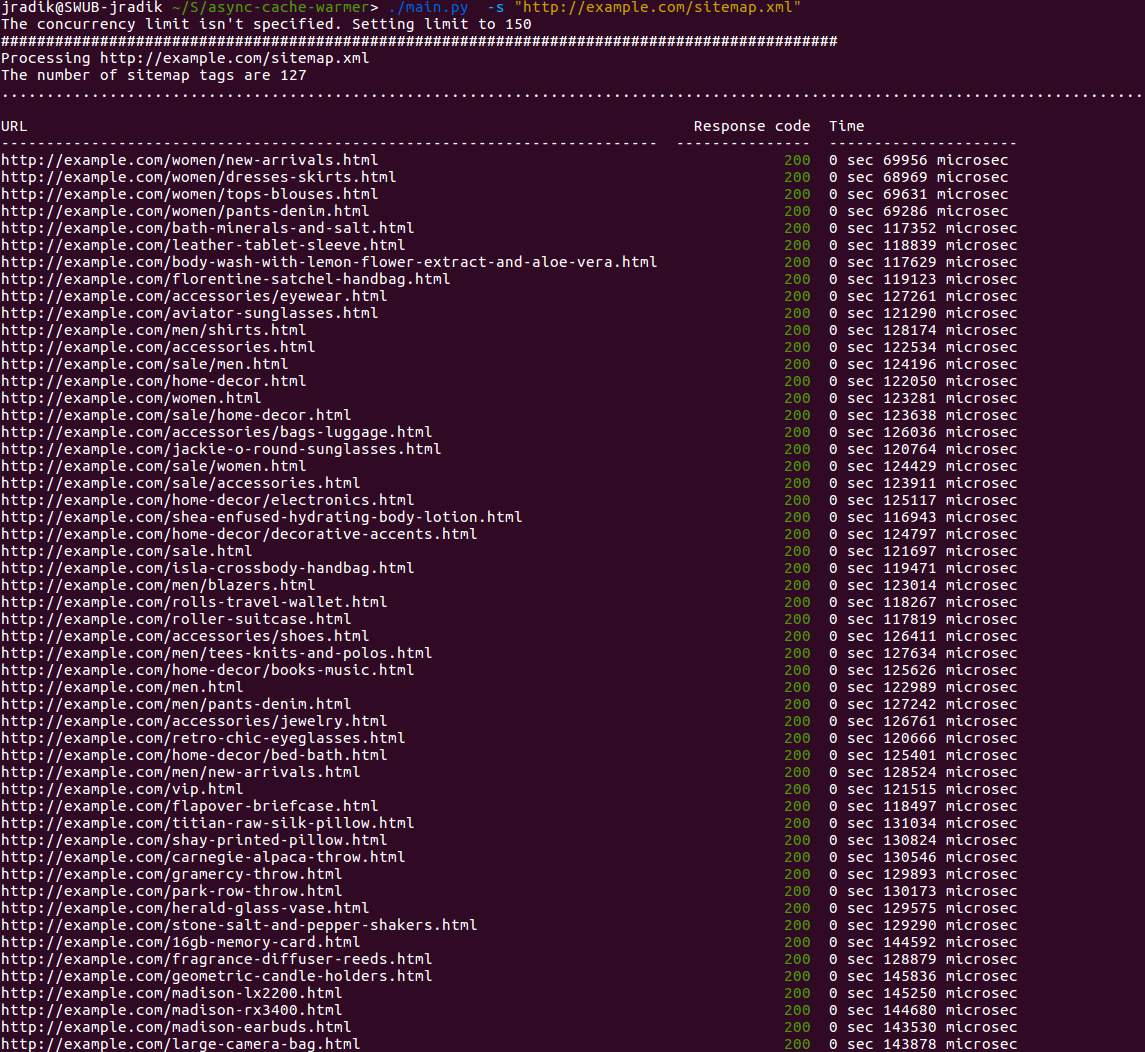 jradik@SWUB-jradik ~/S/async-cache-warmer> ./main.py  -s "http://example.com/sitemap.xml"
The concurrency limit isn't specified. Setting limit to 150
#############################################################################################
Processing http://example.com/sitemap.xml
The number of sitemap tags are 127
...............................................................................................................................
URL Response code Time
------------------------------------------------------------------------- --------------- ---------------------
http://example.com/women/new-arrivals.html 200 0 sec 69956 microsec
http://example.com/women/dresses-skirts.html 200 0 sec 68969 microsec
http://example.com/women/tops-blouses.html 200 0 sec 69631 microsec
http://example.com/women/pants-denim.html 200 0 sec 69286 microsec
http://example.com/bath-minerals-and-salt.html 200 0 sec 117352 microsec
http://example.com/leather-tablet-sleeve.html 200 0 sec 118839 microsec
http://example.com/body-wash-with-lemon-flower-extract-and-aloe-vera.html 200 0 sec 117629 microsec
http://example.com/florentine-satchel-handbag.html 200 0 sec 119123 microsec
http://example.com/accessories/eyewear.html 200 0 sec 127261 microsec
http://example.com/aviator-sunglasses.html 200 0 sec 121290 microsec
http://example.com/men/shirts.html 200 0 sec 128174 microsec
http://example.com/accessories.html 200 0 sec 122534 microsec
http://example.com/sale/men.html 200 0 sec 124196 microsec
http://example.com/home-decor.html 200 0 sec 122050 microsec
http://example.com/women.html 200 0 sec 123281 microsec
http://example.com/sale/home-decor.html 200 0 sec 123638 microsec
http://example.com/accessories/bags-luggage.html 200 0 sec 126036 microsec
http://example.com/jackie-o-round-sunglasses.html 200 0 sec 120764 microsec
http://example.com/sale/women.html 200 0 sec 124429 microsec
http://example.com/sale/accessories.html 200 0 sec 123911 microsec
http://example.com/home-decor/electronics.html 200 0 sec 125117 microsec
http://example.com/shea-enfused-hydrating-body-lotion.html 200 0 sec 116943 microsec
http://example.com/home-decor/decorative-accents.html 200 0 sec 124797 microsec
http://example.com/sale.html 200 0 sec 121697 microsec
http://example.com/isla-crossbody-handbag.html 200 0 sec 119471 microsec
http://example.com/men/blazers.html 200 0 sec 123014 microsec
http://example.com/rolls-travel-wallet.html 200 0 sec 118267 microsec
http://example.com/roller-suitcase.html 200 0 sec 117819 microsec
http://example.com/accessories/shoes.html 200 0 sec 126411 microsec
http://example.com/men/tees-knits-and-polos.html 200 0 sec 127634 microsec
http://example.com/home-decor/books-music.html 200 0 sec 125626 microsec
http://example.com/men.html 200 0 sec 122989 microsec
http://example.com/men/pants-denim.html 200 0 sec 127242 microsec
http://example.com/accessories/jewelry.html 200 0 sec 126761 microsec
http://example.com/retro-chic-eyeglasses.html 200 0 sec 120666 microsec
http://example.com/home-decor/bed-bath.html 200 0 sec 125401 microsec
http://example.com/men/new-arrivals.html 200 0 sec 128524 microsec
http://example.com/vip.html 200 0 sec 121515 microsec
http://example.com/flapover-briefcase.html 200 0 sec 118497 microsec
http://example.com/titian-raw-silk-pillow.html 200 0 sec 131034 microsec
http://example.com/shay-printed-pillow.html 200 0 sec 130824 microsec
http://example.com/carnegie-alpaca-throw.html 200 0 sec 130546 microsec
http://example.com/gramercy-throw.html 200 0 sec 129893 microsec
http://example.com/park-row-throw.html 200 0 sec 130173 microsec
http://example.com/herald-glass-vase.html 200 0 sec 129575 microsec
http://example.com/stone-salt-and-pepper-shakers.html 200 0 sec 129290 microsec
http://example.com/16gb-memory-card.html 200 0 sec 144592 microsec
http://example.com/fragrance-diffuser-reeds.html 200 0 sec 128879 microsec
http://example.com/geometric-candle-holders.html 200 0 sec 145836 microsec
http://example.com/madison-lx2200.html 200 0 sec 145250 microsec
http://example.com/madison-rx3400.html 200 0 sec 144680 microsec
http://example.com/madison-earbuds.html 200 0 sec 143530 microsec
http://example.com/large-camera-bag.html 200 0 sec 143878 microsec